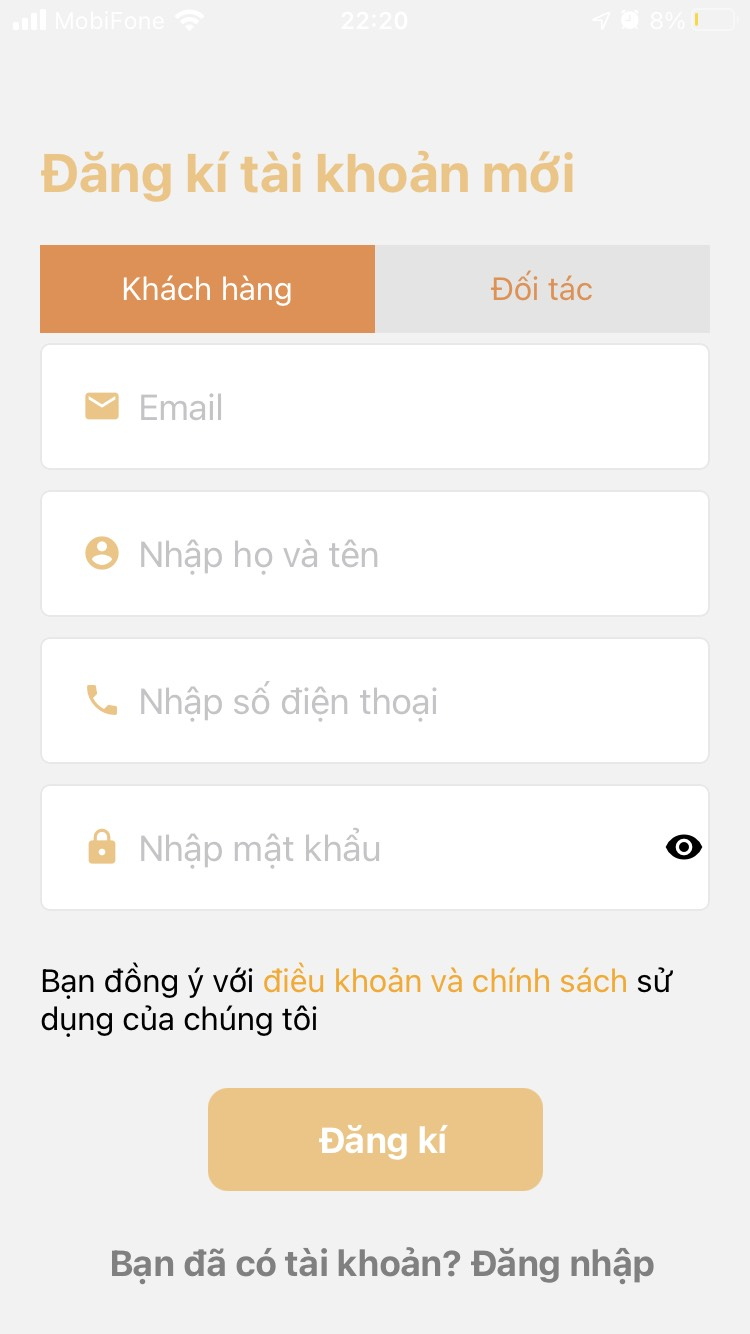 MobiFone 22:20 8%
Đăng kí tài khoản mới
Khách hàng Đối tác
Email
Nhập họ và tên
Nhập số điện thoại
Nhập mật khẩu
Bạn đồng ý với điều khoản và chính sách sử
dụng của chúng tôi
Đăng kí
Bạn đã có tài khoản? Đăng nhập